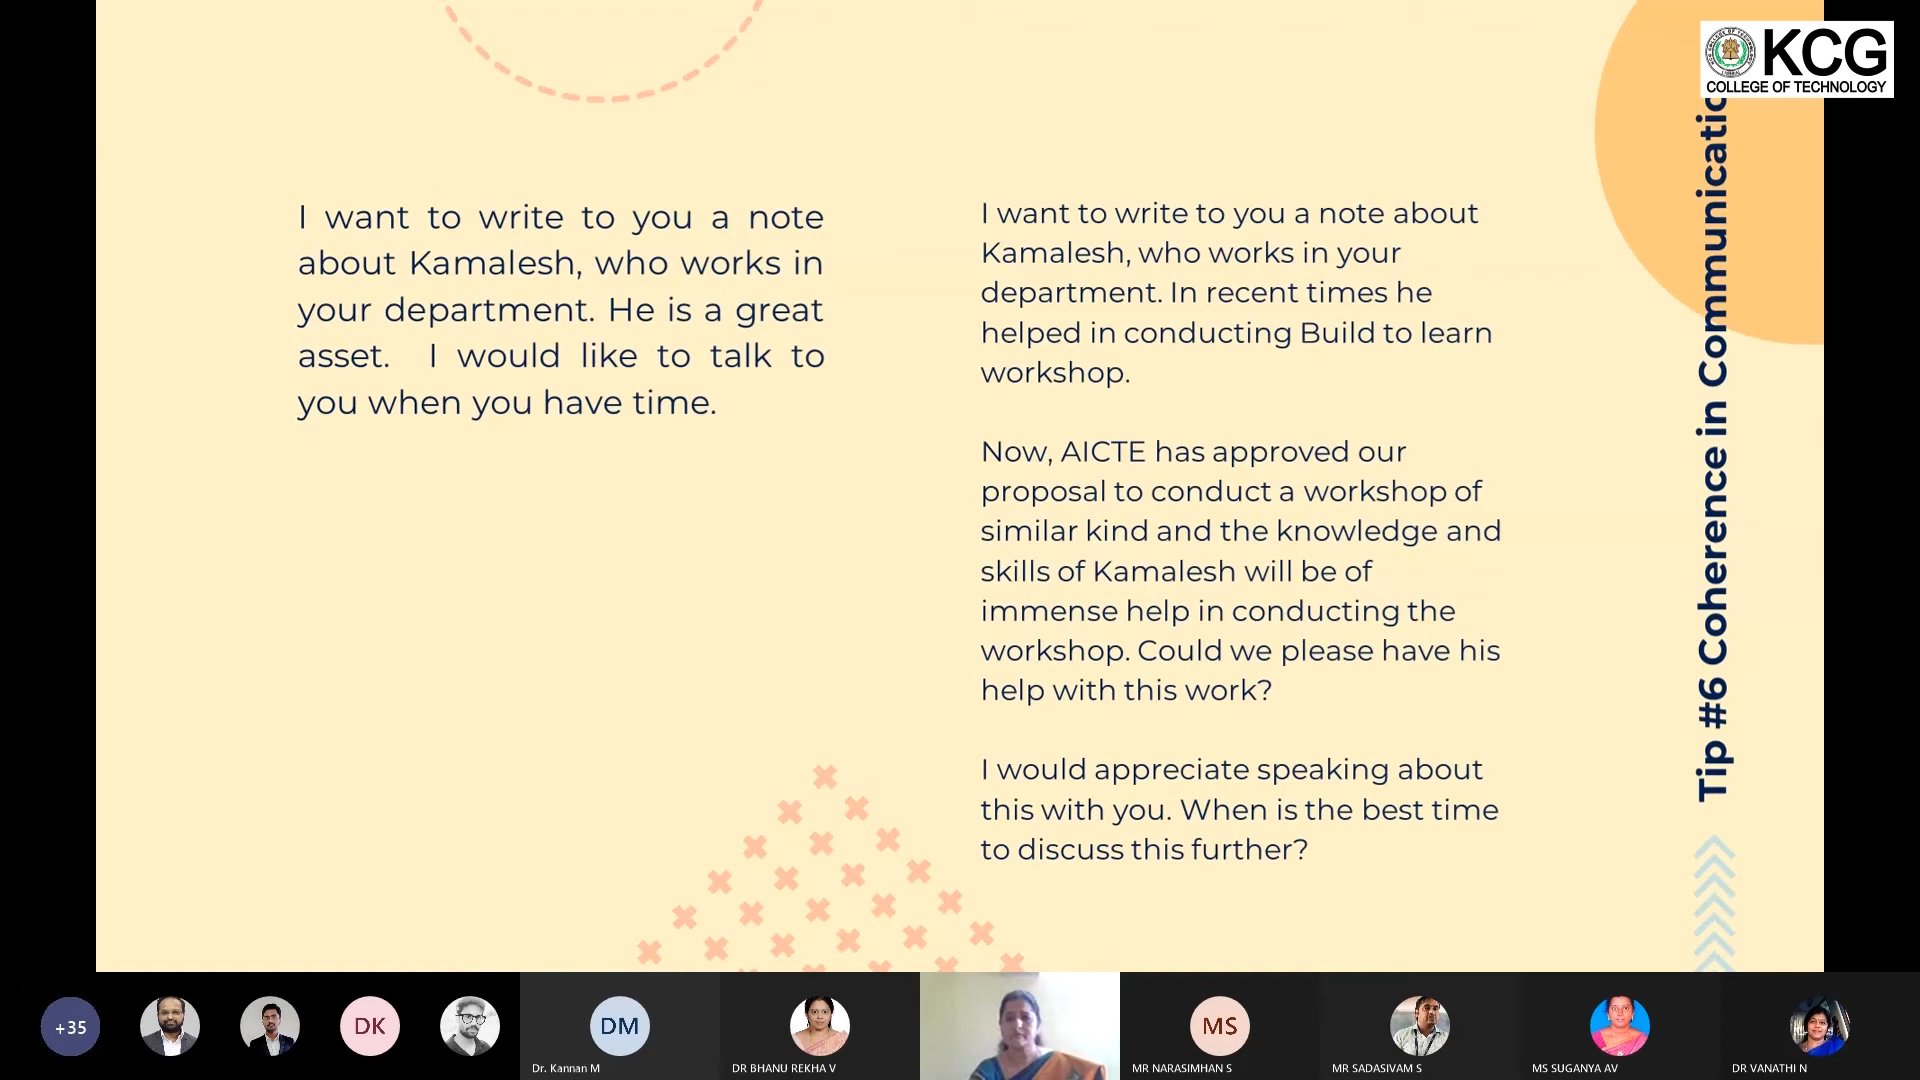 KCG
COLLEGE OF TECHNOLOGY
I want to write to you a note
about Kamalesh, who works in
your department. He is a great
asset. I would like to talk to
you when you have time.
I want to write to you a note about
Kamalesh, who works in your
department. In recent times he
helped in conducting Build to learn
workshop.
Now, AICTE has approved our
proposal to conduct a workshop of
similar kind and the knowledge and
skills of Kamalesh will be of
immense help in conducting the
workshop. Could we please have his
help with this work?
I would appreciate speaking about
this with you. When is the best time
to discuss this further?
Tip #6 Coherence in Communicatio
+35
DK
DM
MS
Dr. Kannan M
DR BHANU REKHA V
MR NARASIMHAN S
MR SADASIVAM S
MS SUGANYA AV
DR VANATHI N